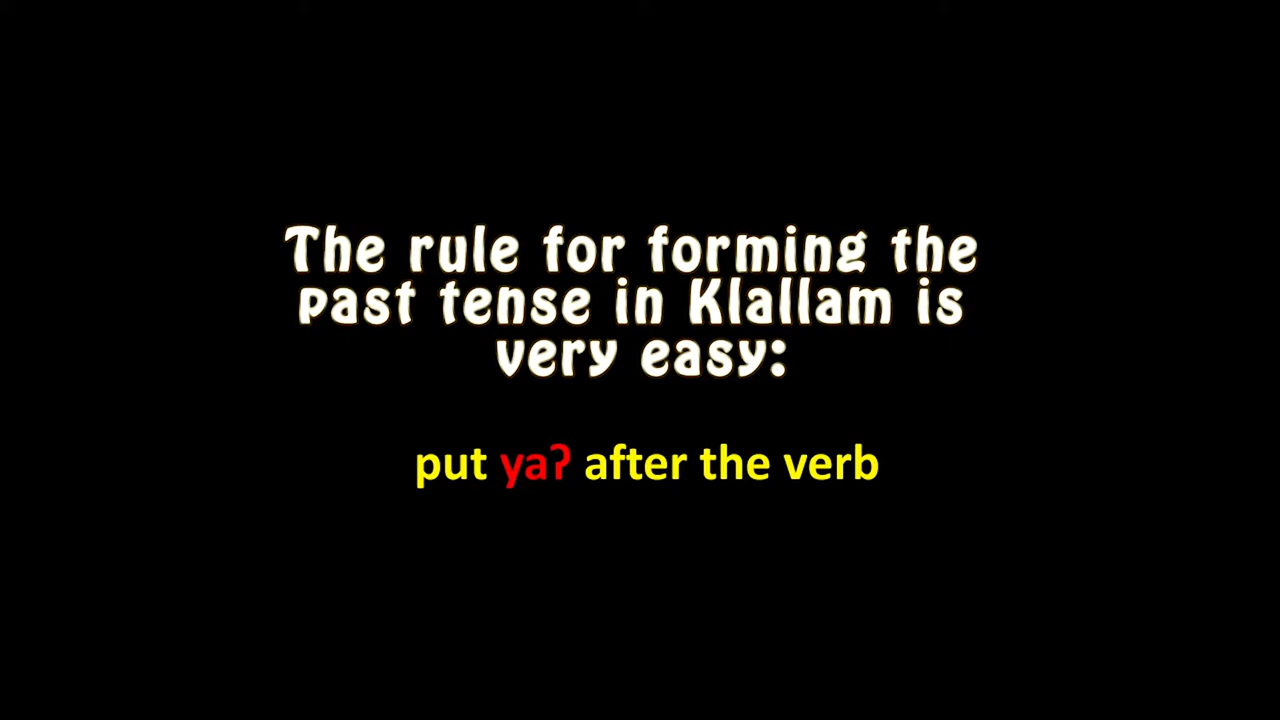 The rule for forming the
past tense in Klallam is
very easy:
put yaʔ after the verb